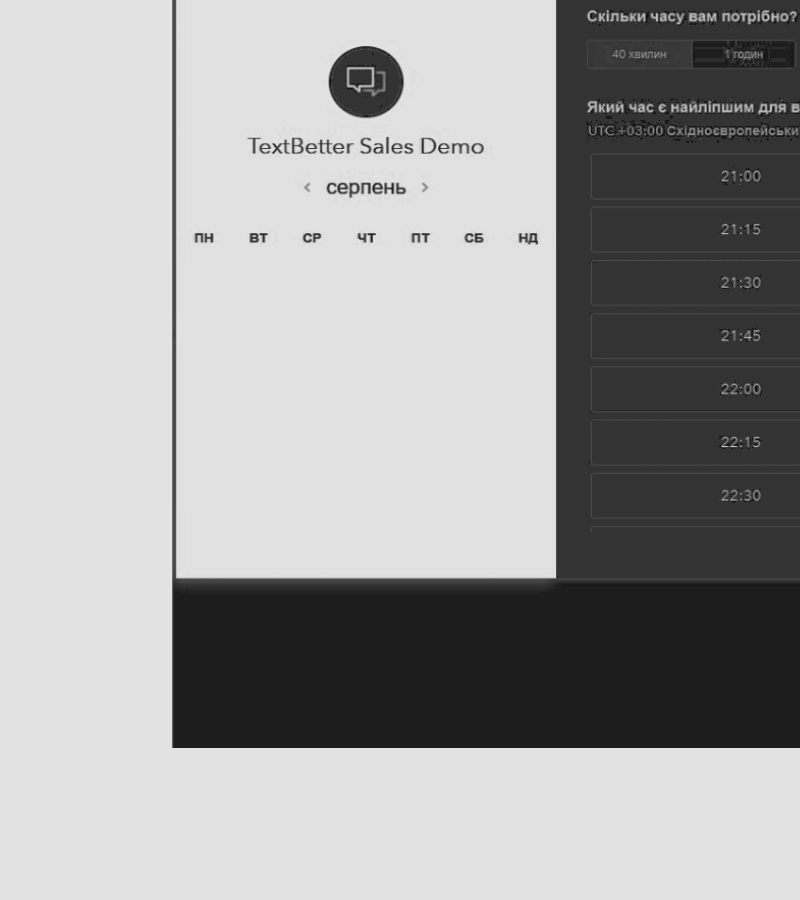 TextBetter Sales Demo
‹ серпень ›
ПН ВТ СР ЧТ ПТ СБ НД
Скільки часу вам потрібно?
40 хвилин 1 годин
Який час є найліпшим для в
UTC +03:00 Східноєвропейськи
21:00
21:15
21:30
21:45
22:00
22:15
22:30